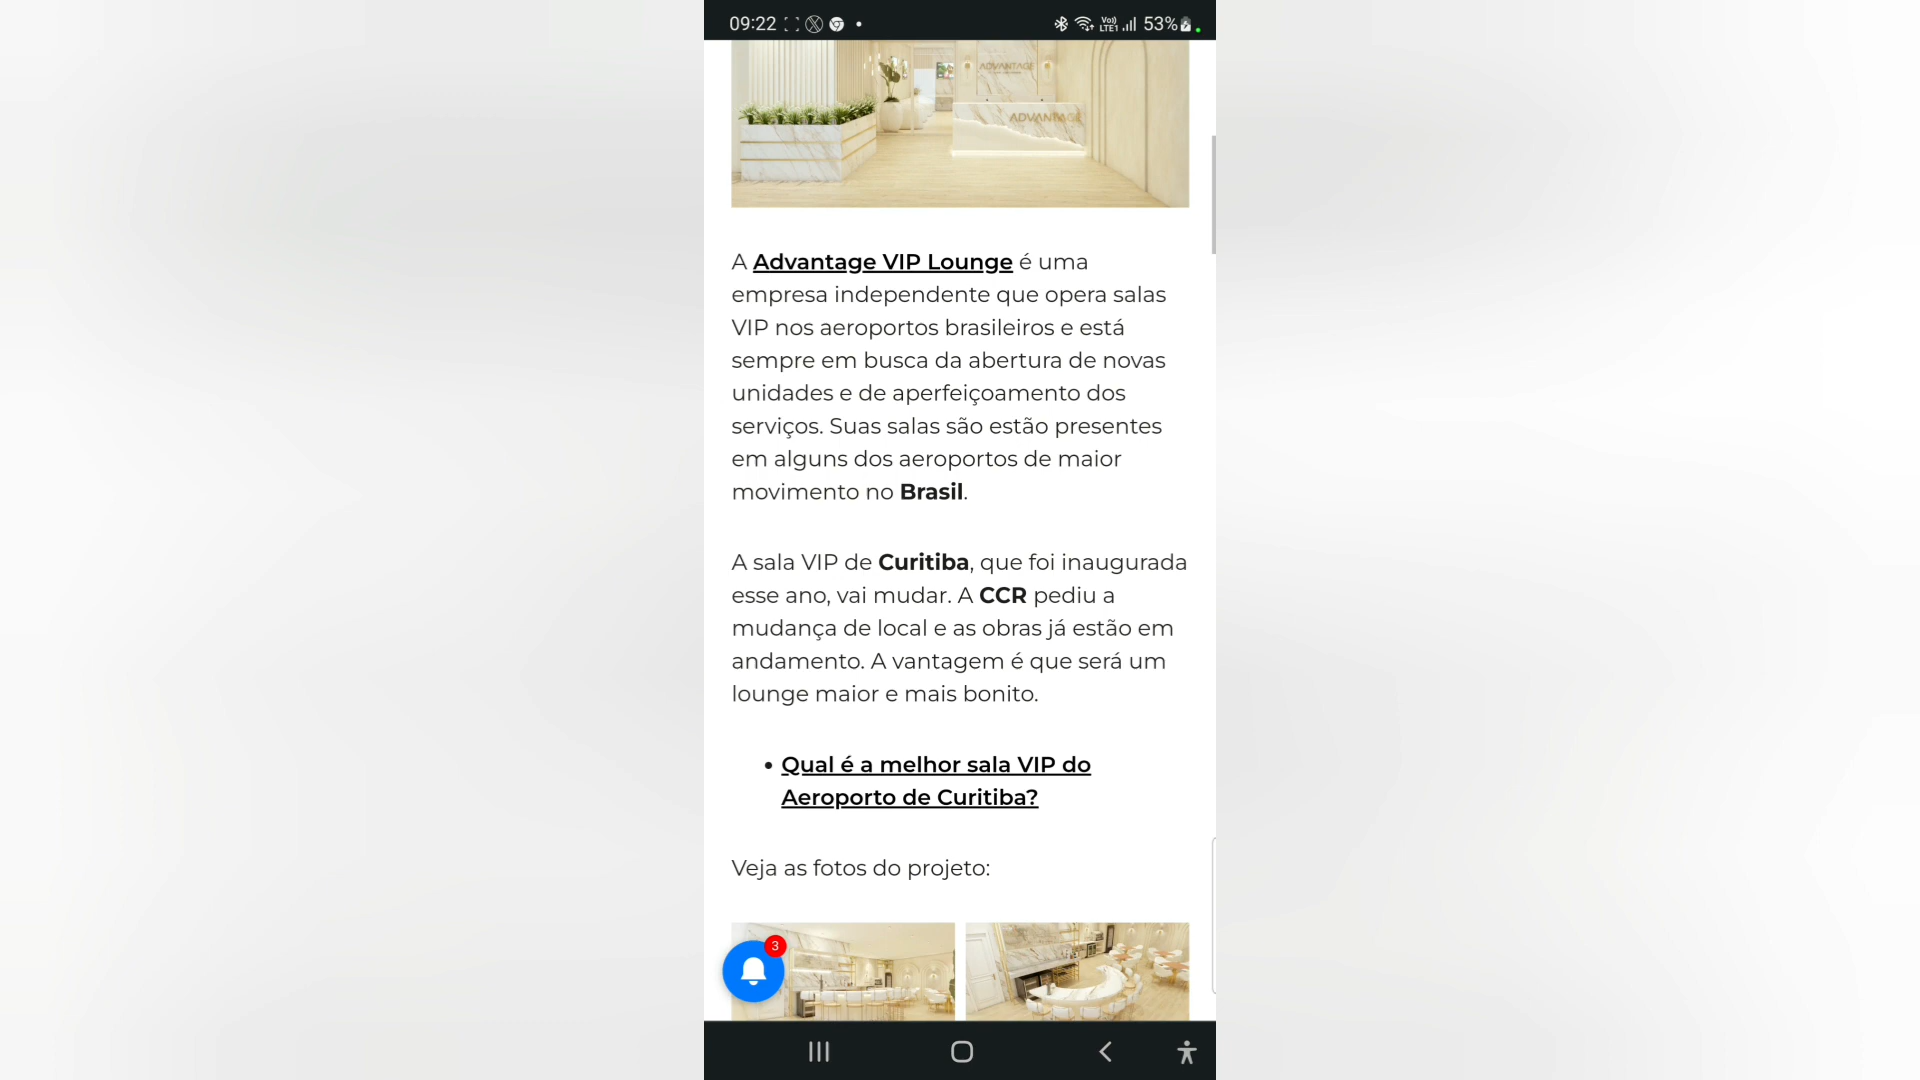 09:22
Vo)) LTE1 53%
ADVANTAGE
ADVANTAGE
A Advantage VIP Lounge é uma
empresa independente que opera salas
VIP nos aeroportos brasileiros e está
sempre em busca da abertura de novas
unidades e de aperfeiçoamento dos
serviços. Suas salas são estão presentes
em alguns dos aeroportos de maior
movimento no Brasil.
A sala VIP de Curitiba, que foi inaugurada
esse ano, vai mudar. A CCR pediu a
mudança de local e as obras já estão em
andamento. A vantagem é que será um
lounge maior e mais bonito.
• Qual é a melhor sala VIP do
Aeroporto de Curitiba?
Veja as fotos do projeto:
3